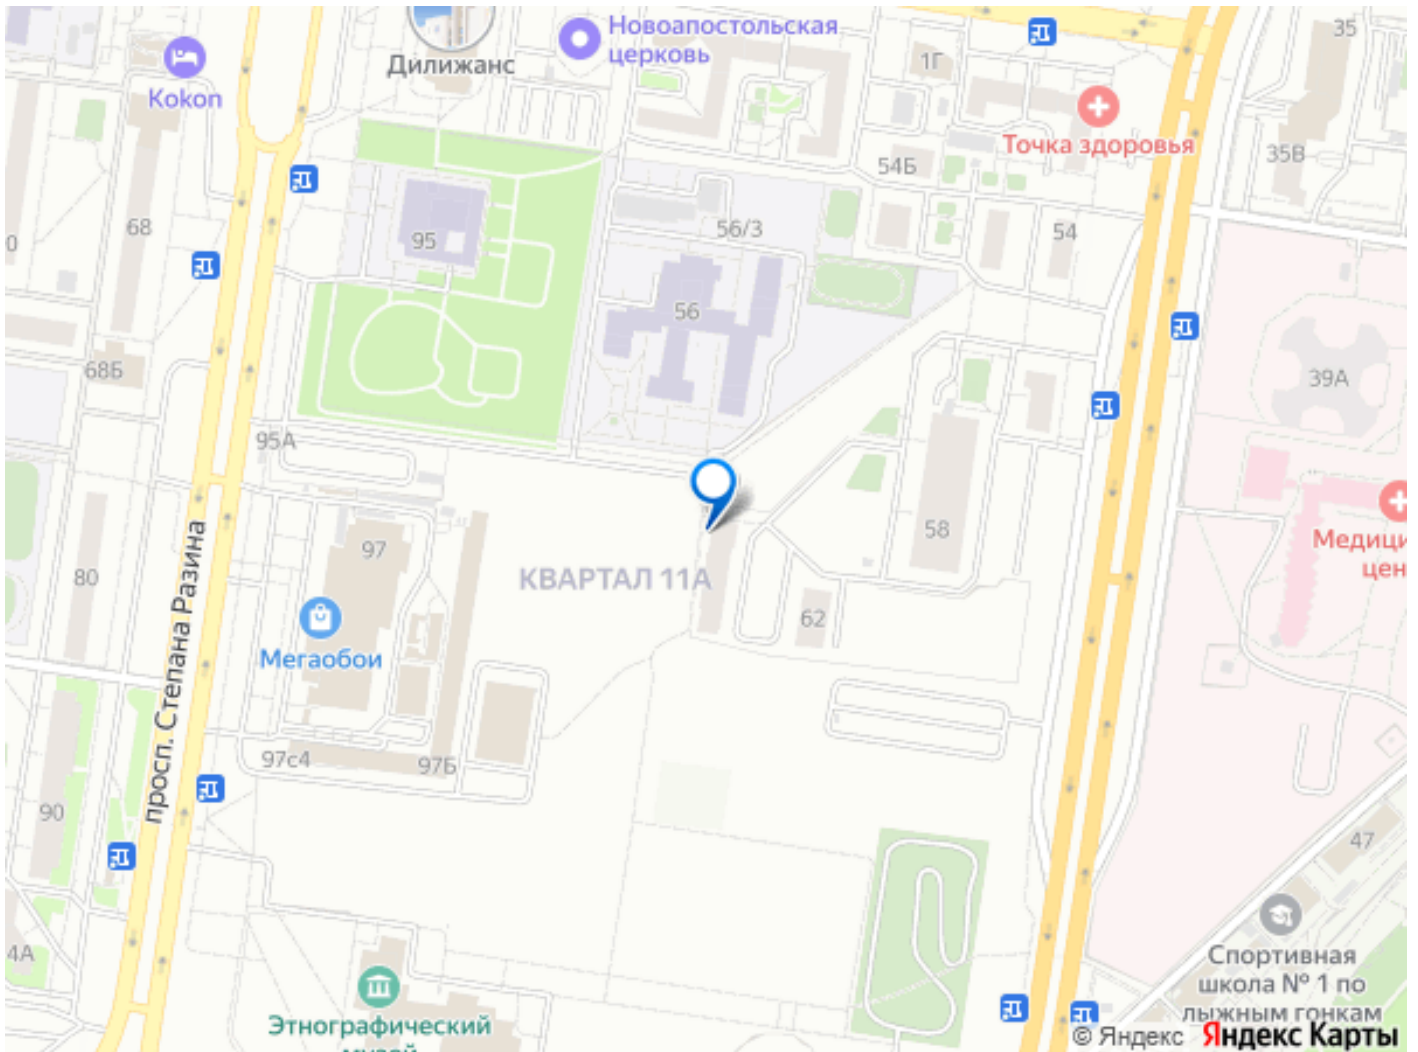 Новоапостольская
церковь
35
Дилижанс
1Г
Kokon
Точка здоровья
35В
54Б
68
56/3
54
0
95
56
68Б
39А
95А
58
97
Медици
цен
КВАРТАЛ 11А
80
62
Мегаобои
просп. Степана Разина
97с4
97Б
90
47
4А
Спортивная
школа № 1 по
лыжным гонкам
Этнографический
музей
© Яндекс Яндекс Карты